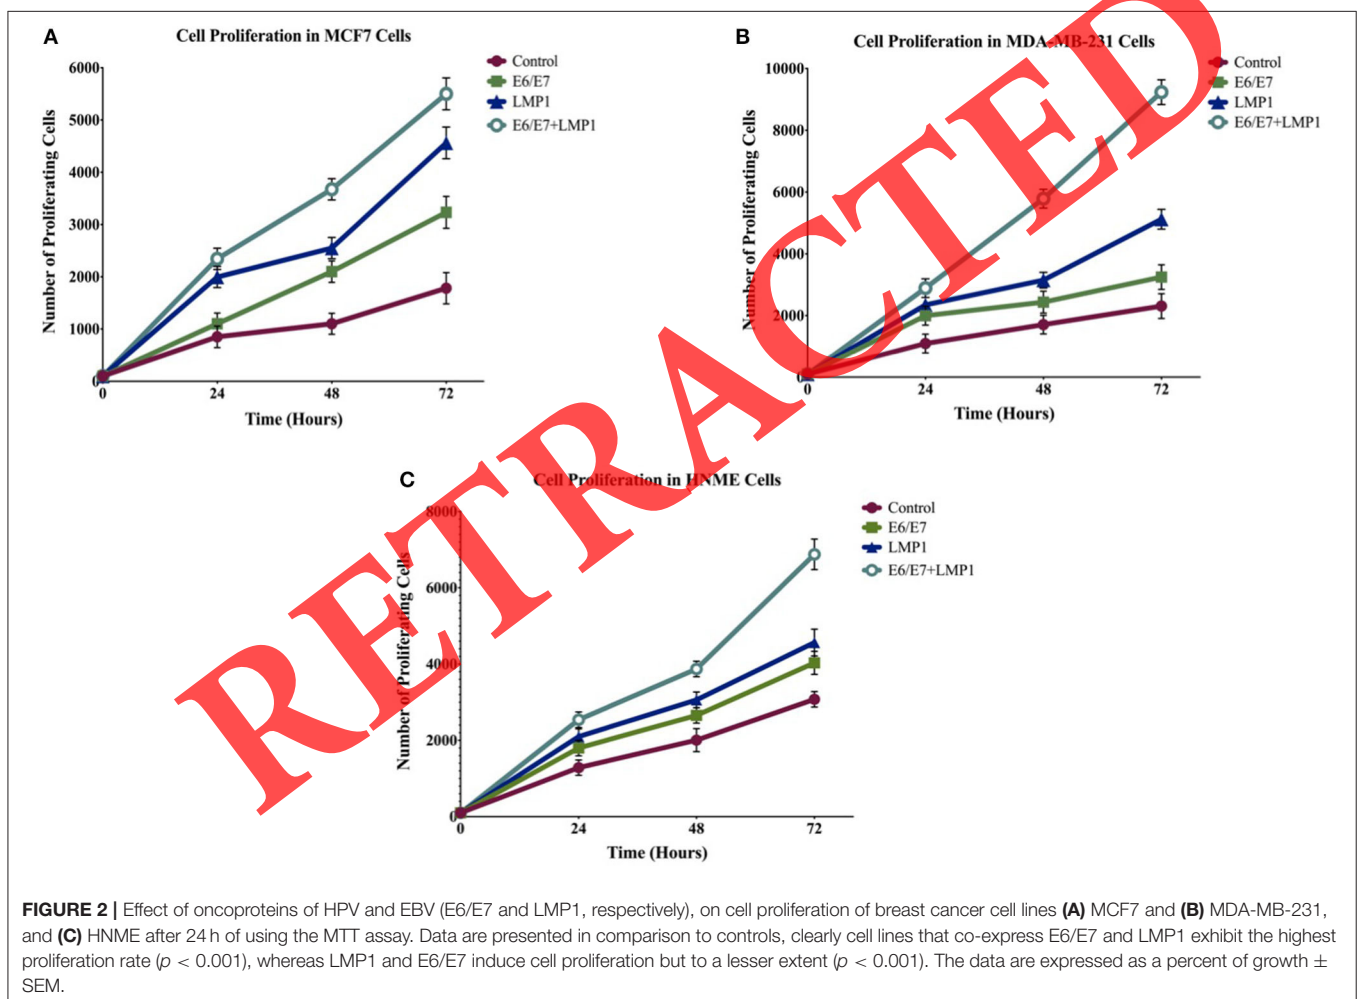 A
Cell Proliferation in MCF7 Cells
Number of Proliferating Cells
6000
5000
4000
3000
2000
1000
0
0 24 48 72
Time (Hours)
Control
E6/E7
LMP1
E6/E7+LMP1
B
Cell Proliferation in MDA-MB-231 Cells
Number of Proliferating Cells
10000
8000
6000
4000
2000
0
0 24 48 72
Time (Hours)
Control
E6/E7
LMP1
E6/E7+LMP1
C
Cell Proliferation in HNME Cells
Number of Proliferating Cells
8000
6000
4000
2000
0
0 24 48 72
Time (Hours)
Control
E6/E7
LMP1
E6/E7+LMP1
RETRACTED
FIGURE 2 | Effect of oncoproteins of HPV and EBV (E6/E7 and LMP1, respectively), on cell proliferation of breast cancer cell lines (A) MCF7 and (B) MDA-MB-231,
and (C) HNME after 24 h of using the MTT assay. Data are presented in comparison to controls, clearly cell lines that co-express E6/E7 and LMP1 exhibit the highest
proliferation rate (p < 0.001), whereas LMP1 and E6/E7 induce cell proliferation but to a lesser extent (p < 0.001). The data are expressed as a percent of growth ±
SEM.